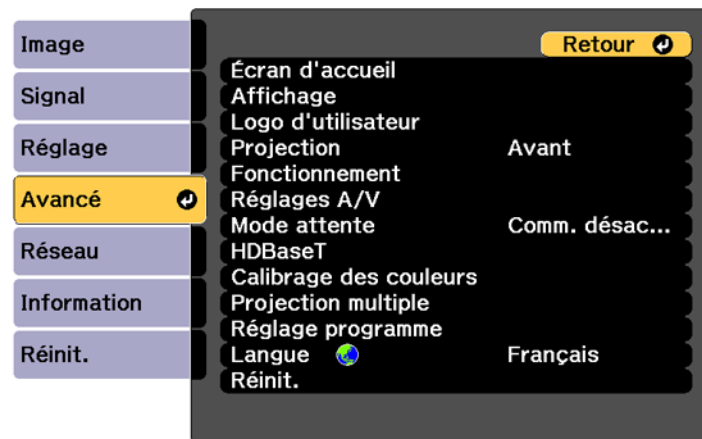 Image
Signal
Réglage
Avancé
Réseau
Information
Réinit.
Retour
Écran d'accueil
Affichage
Logo d'utilisateur
Projection Avant
Fonctionnement
Réglages A/V
Mode attente Comm. désac...
HDBaseT
Calibrage des couleurs
Projection multiple
Réglage programme
Langue Français
Réinit.